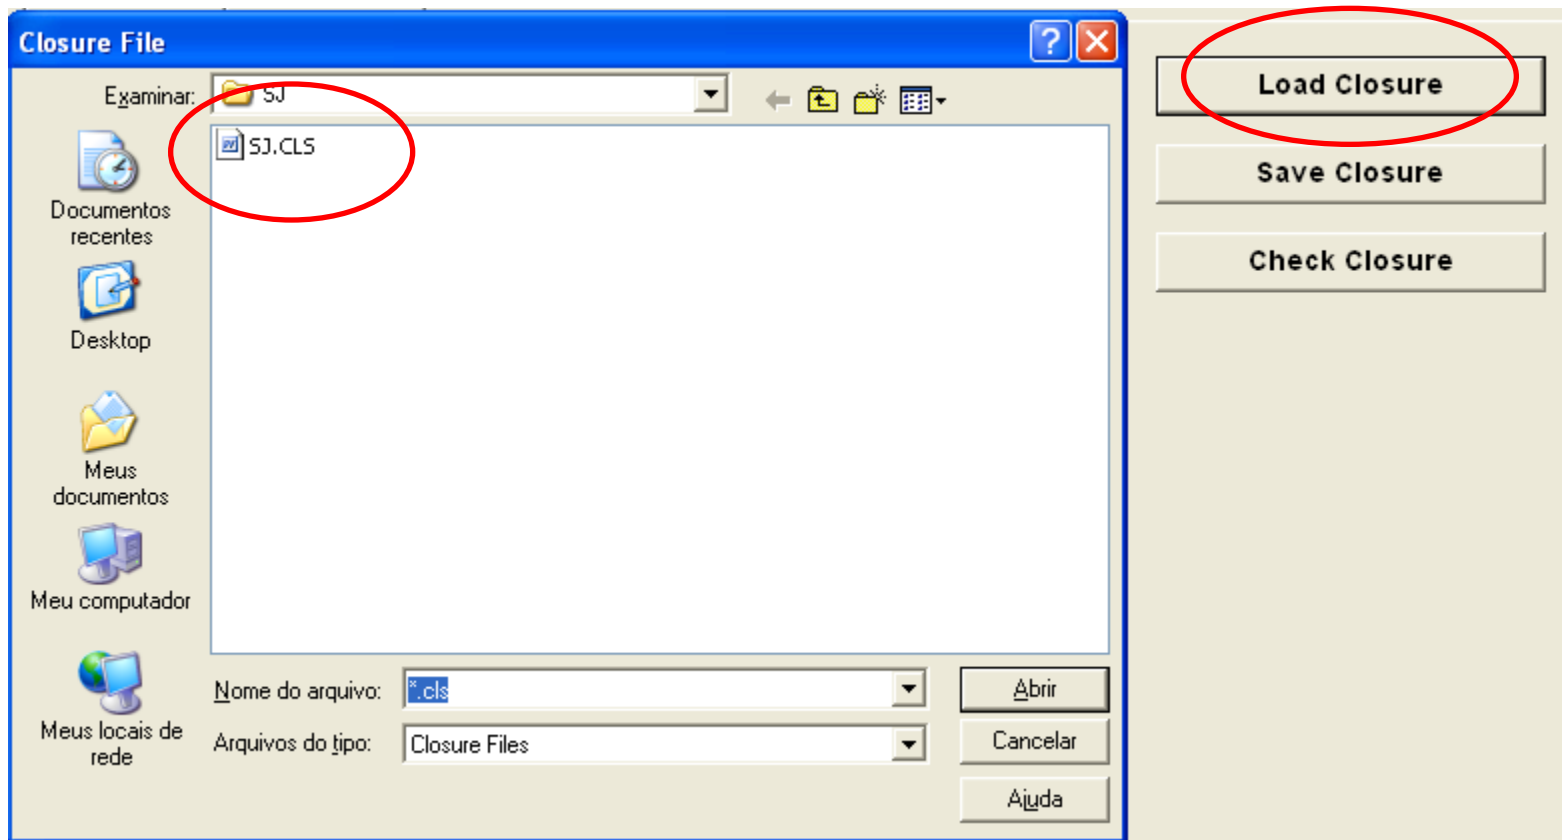 Closure File
Examinar:
SJ
SJ.CLS
Documentos
recentes
Desktop
Meus
documentos
Meu computador
Meus locais de
rede
Nome do arquivo:
*.cls
Abrir
Arquivos do tipo:
Closure Files
Cancelar
Ajuda
Load Closure
Save Closure
Check Closure